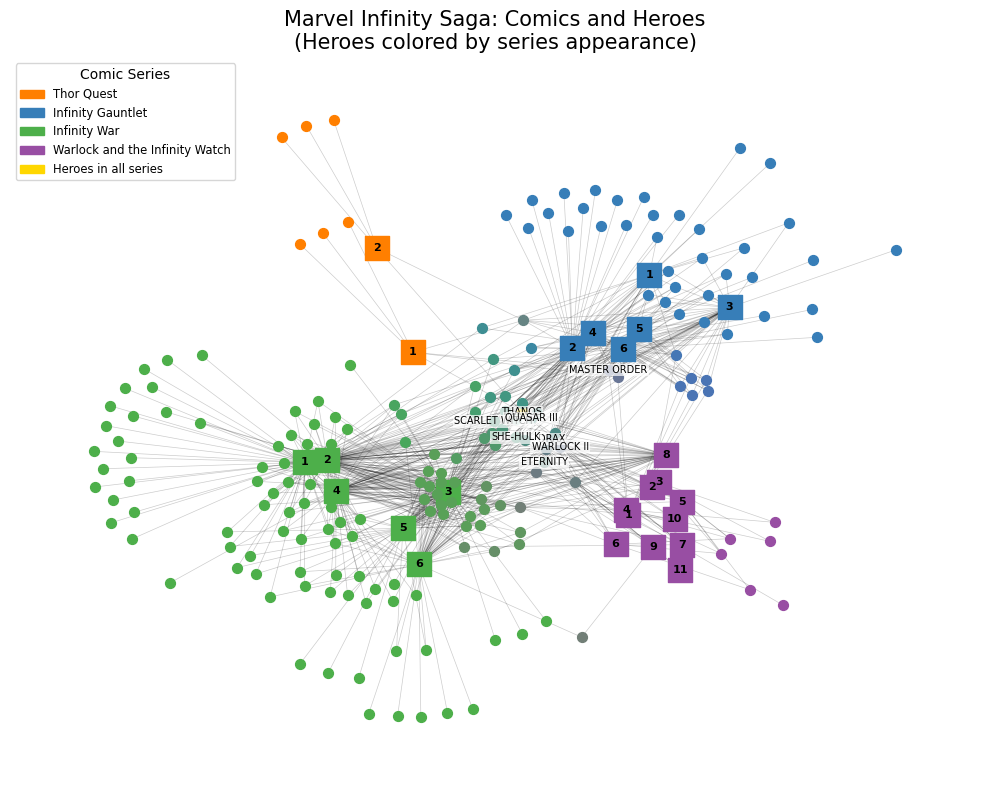 Marvel Infinity Saga: Comics and Heroes
(Heroes colored by series appearance)
Comic Series
Thor Quest
Infinity Gauntlet
Infinity War
Warlock and the Infinity Watch
Heroes in all series
2
1
1
3
4
5
2
6
MASTER ORDER
THANOS
SCARLET
QUASAR III
SHE-HULK
WARLOCK II
ETERNITY
1
2
4
3
5
6
8
3
2
5
4
1
10
6
9
7
11